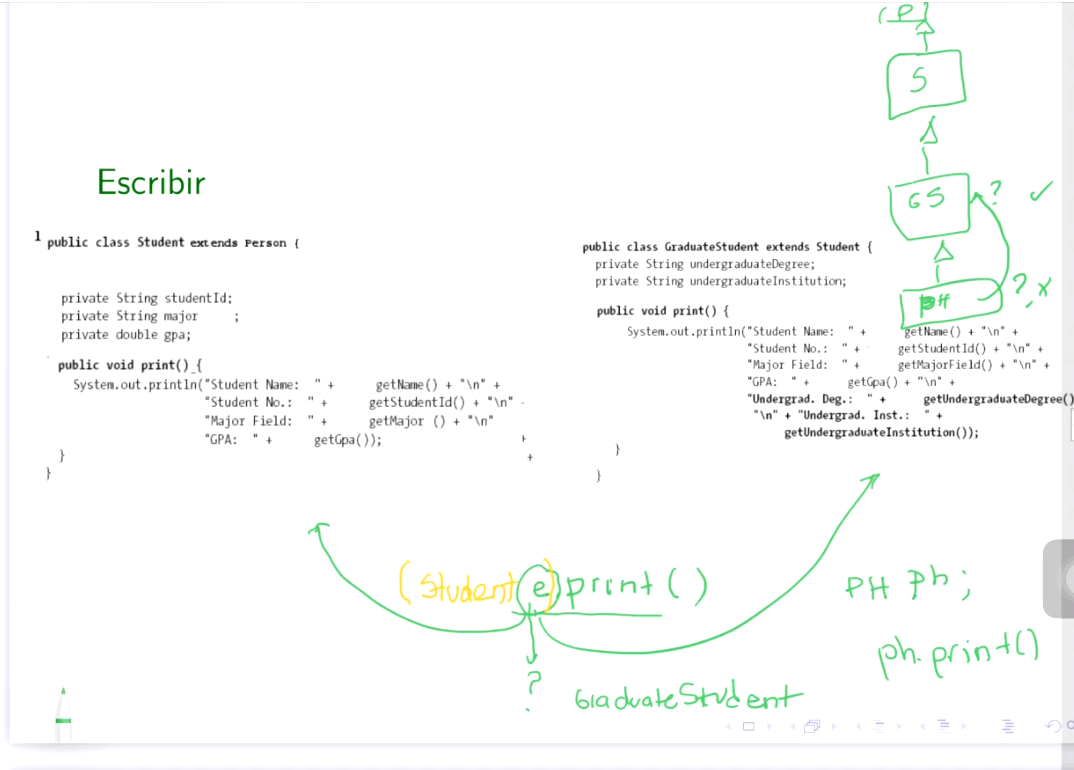 (P)
S
GS ? ✓
PH ? x
Escribir
1
public class Student extends Person {
private String studentId;
private String major ;
private double gpa;
public void print() {
System.out.println("Student Name: " + getName() + "\n" +
"Student No.: " + getStudentId() + "\n"
"Major Field: " + getMajor () + "\n"
"GPA: " + getGpa());
+
+
}
}
public class GraduateStudent extends Student {
private String undergraduateDegree;
private String undergraduateInstitution;
public void print() {
System.out.println("Student Name: " + getName() + "\n" +
"Student No.: " + getStudentId() + "\n" +
"Major Field: " + getMajorField() + "\n" +
"GPA: " + getGpa() + "\n" +
"Undergrad. Deg.: " + getUndergraduateDegree()
"\n" + "Undergrad. Inst.: " +
getUndergraduateInstitution());
}
}
(Student e) print ( )
?
GraduateStudent
PH ph;
ph.print()